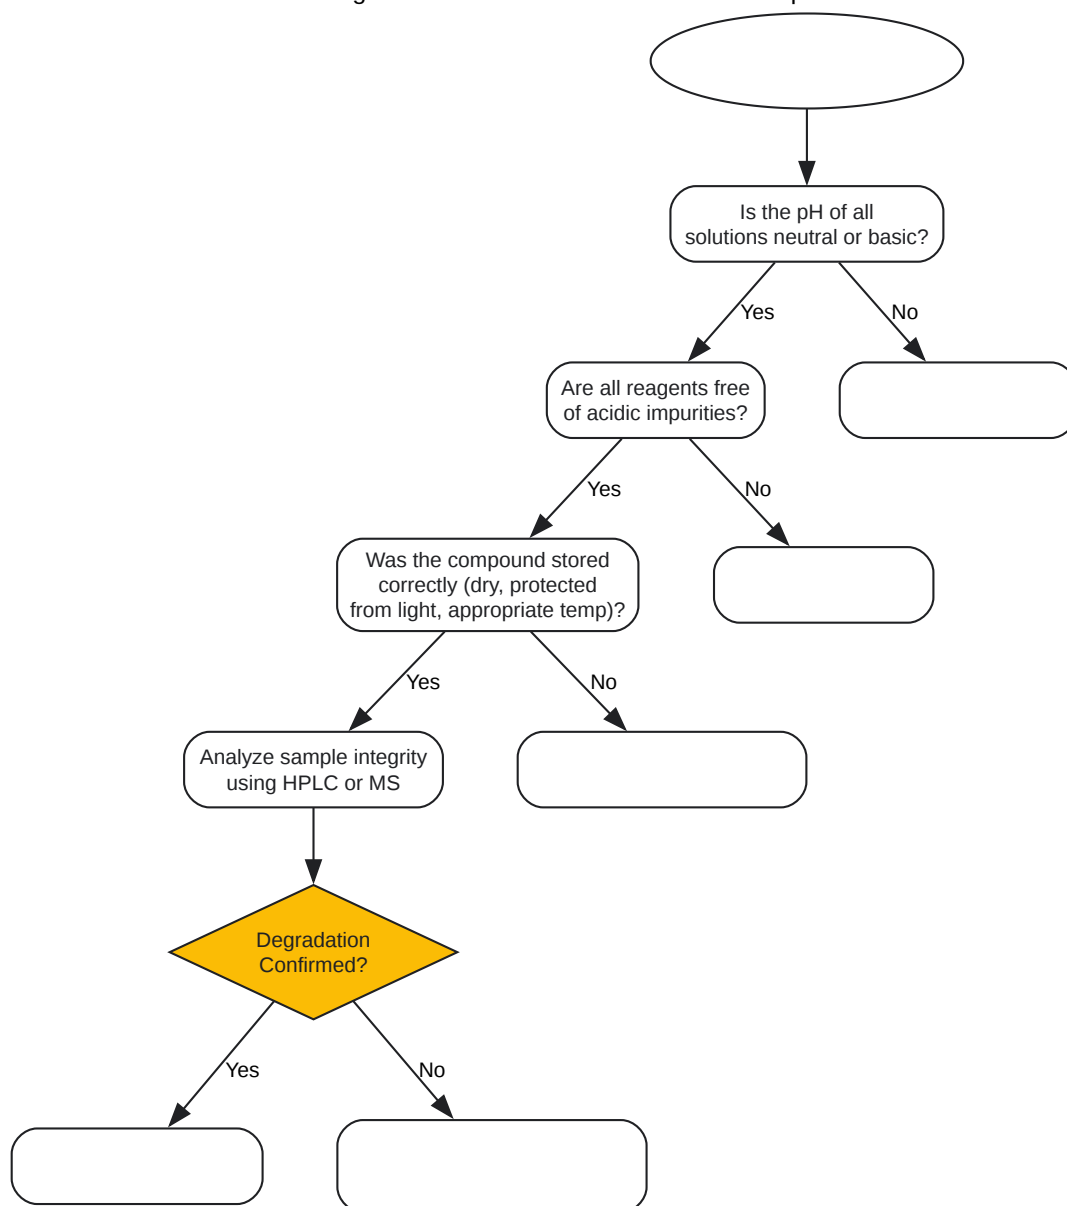 Is the pH of all
solutions neutral or basic?
Yes
No
Are all reagents free
of acidic impurities?
Yes
No
Was the compound stored
correctly (dry, protected
from light, appropriate temp)?
Yes
No
Analyze sample integrity
using HPLC or MS
Degradation
Confirmed?
Yes
No